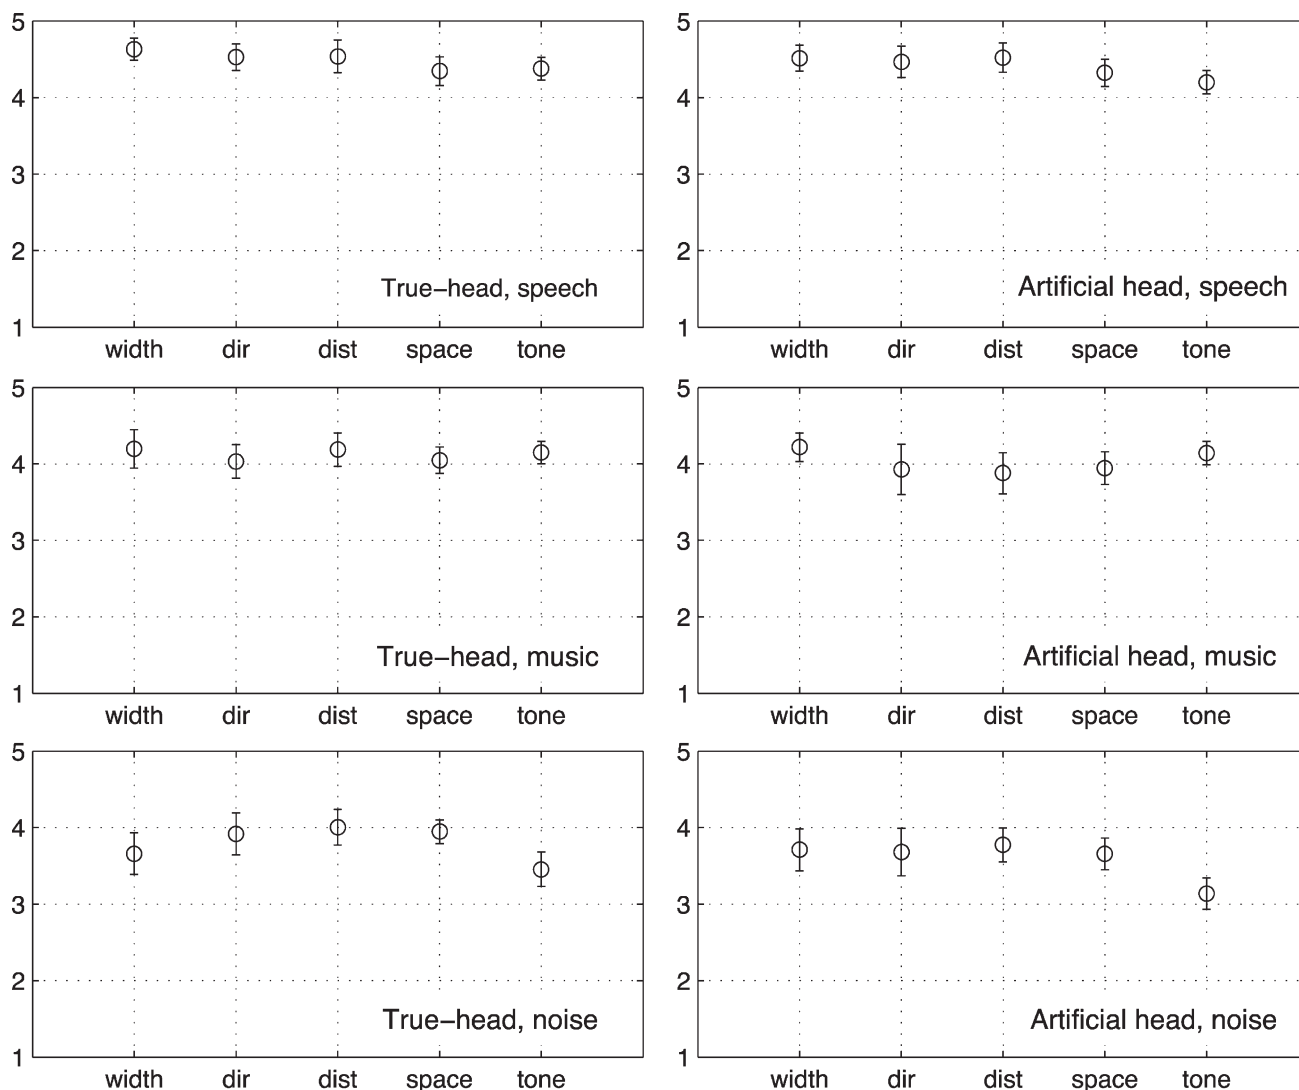 5
4
3
2
1
True-head, speech
width dir dist space tone
5
4
3
2
1
Artificial head, speech
width dir dist space tone
5
4
3
2
1
True-head, music
width dir dist space tone
5
4
3
2
1
Artificial head, music
width dir dist space tone
5
4
3
2
1
True-head, noise
width dir dist space tone
5
4
3
2
1
Artificial head, noise
width dir dist space tone